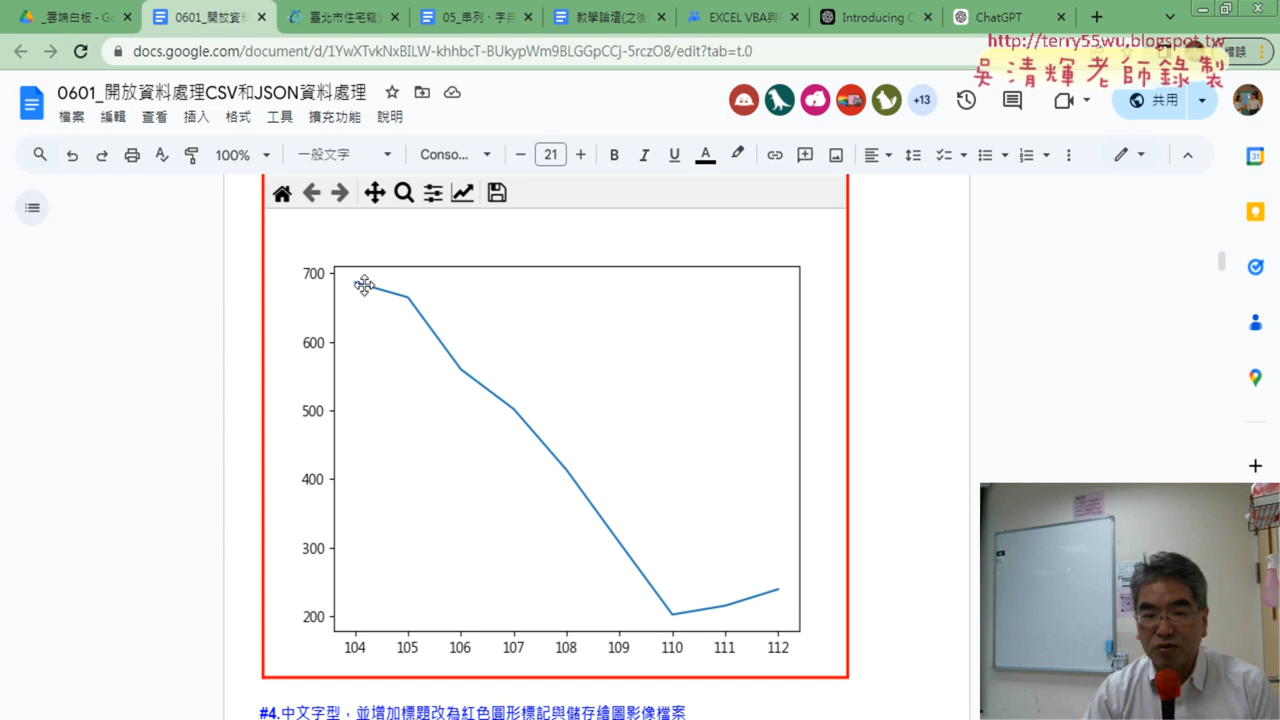 _雲端白板 - Go
0601_開放資料
臺北市住宅竊
05_串列、字典
教學論壇(之後
EXCEL VBA與
Introducing C
ChatGPT
docs.google.com/document/d/1YwXTvkNxBILW-khhbcT-BUkypWm9BLGGpCCj-5rczO8/edit?tab=t.0
http://terry55wu.blogspot.tw
吳清輝老師錄製
0601_開放資料處理CSV和JSON資料處理
檔案 編輯 查看 插入 格式 工具 擴充功能 說明
+13
共用
100% 一般文字 Conso... 21
700
600
500
400
300
200
104 105 106 107 108 109 110 111 112
#4.中文字型，並增加標題改為紅色圓形標記與儲存繪圖影像檔案